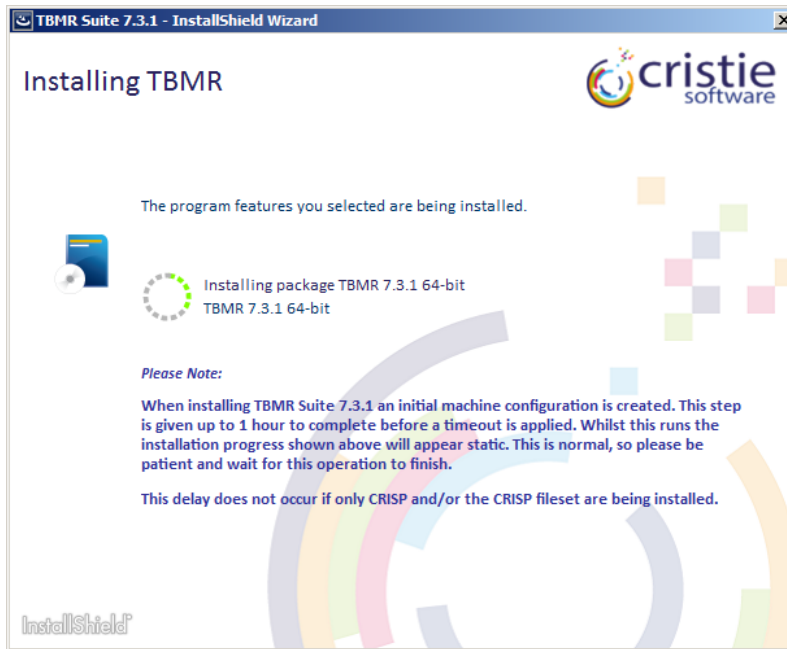 TBMR Suite 7.3.1 - InstallShield Wizard
Installing TBMR
cristie
software
The program features you selected are being installed.
Installing package TBMR 7.3.1 64-bit
TBMR 7.3.1 64-bit
Please Note:
When installing TBMR Suite 7.3.1 an initial machine configuration is created. This step
is given up to 1 hour to complete before a timeout is applied. Whilst this runs the
installation progress shown above will appear static. This is normal, so please be
patient and wait for this operation to finish.
This delay does not occur if only CRISP and/or the CRISP fileset are being installed.
InstallShield